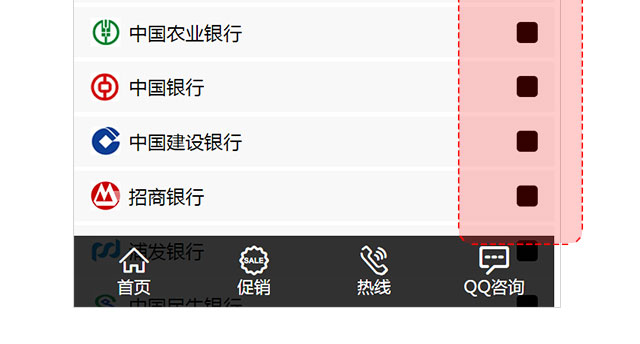 中国农业银行
中国银行
中国建设银行
招商银行
浦发银行
中国民生银行
SALE
首页 促销 热线 QQ咨询